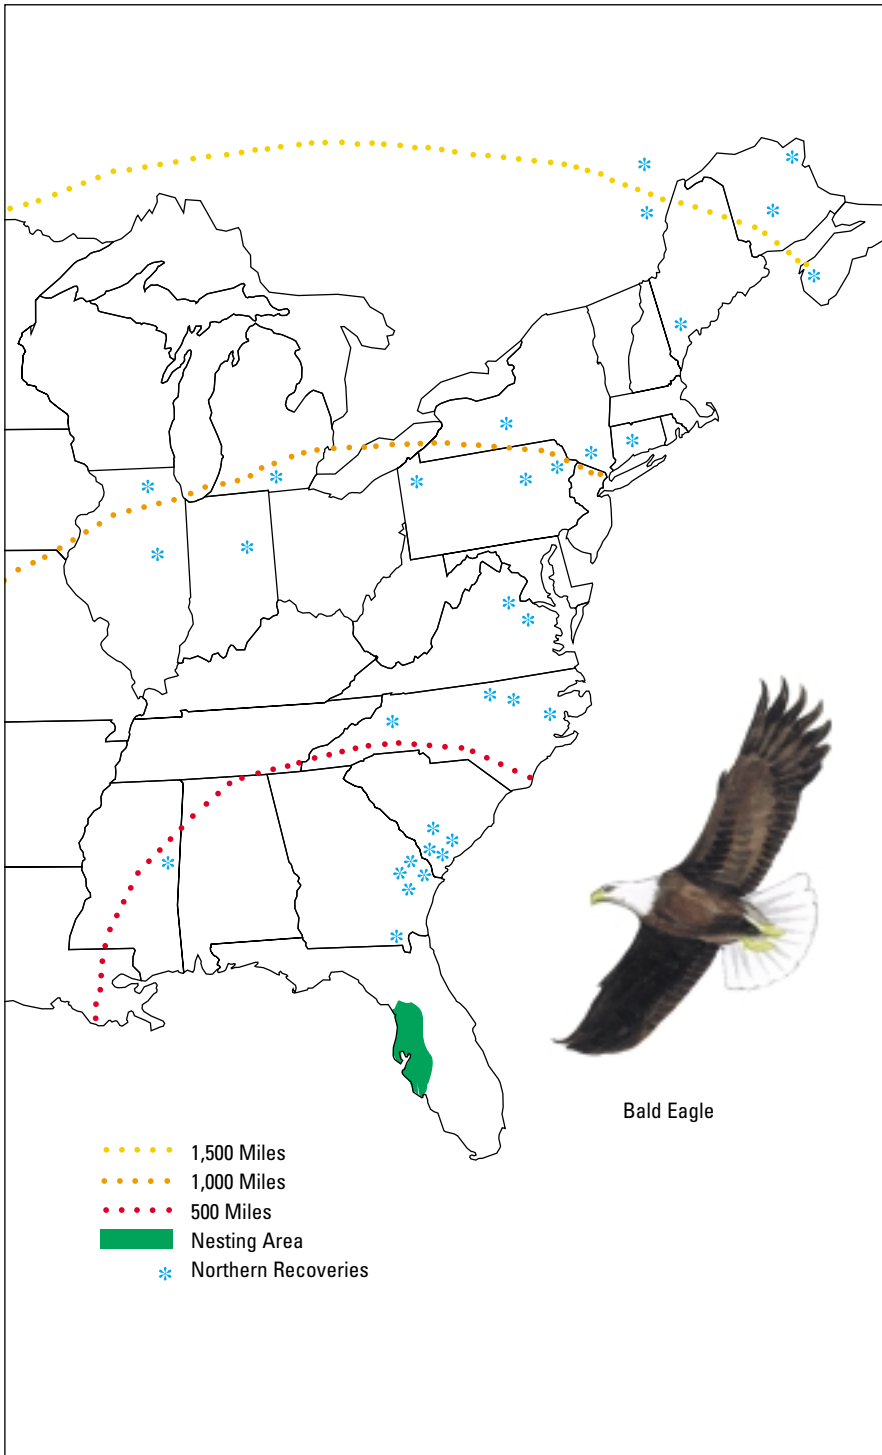 Bald Eagle
1,500 Miles
1,000 Miles
500 Miles
Nesting Area
Northern Recoveries